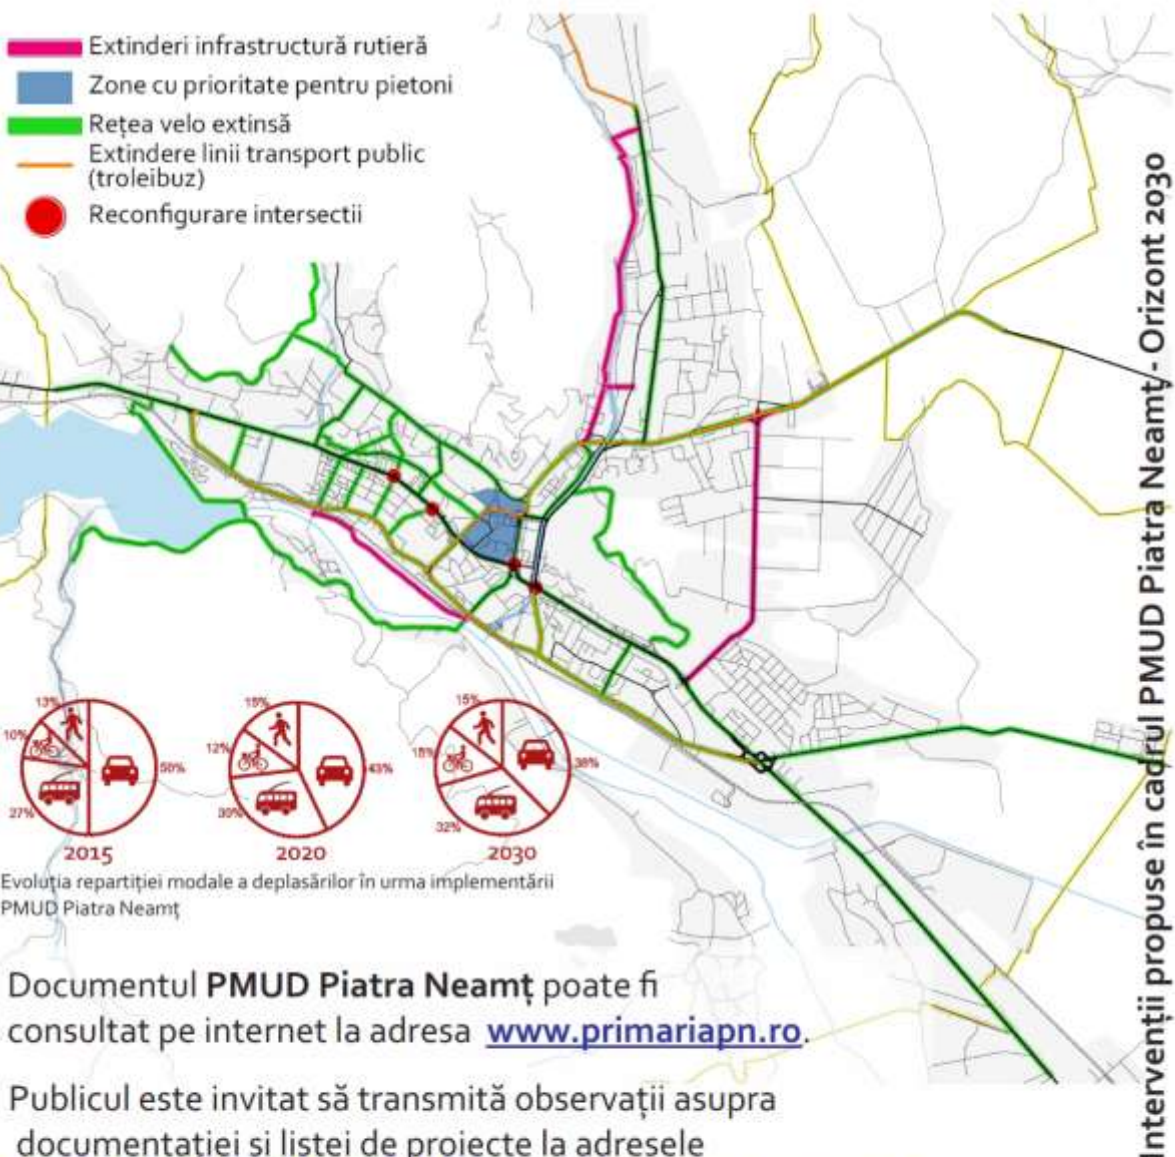 Extinderi infrastructură rutieră
Zone cu prioritate pentru pietoni
Rețea velo extinsă
Extindere linii transport public
(troleibuz)
Reconfigurare intersectii
Intervenții propuse în cadrul PMUD Piatra Neamț - Orizont 2030
13%
10%
50%
27%
2015
15%
12%
43%
30%
2020
15%
15%
38%
32%
2030
Evoluția repartiției modale a deplasărilor în urma implementării
PMUD Piatra Neamț
Documentul PMUD Piatra Neamț poate fi
consultat pe internet la adresa www.primariapn.ro.
Publicul este invitat să transmită observații asupra
documentației si listei de proiecte la adresele